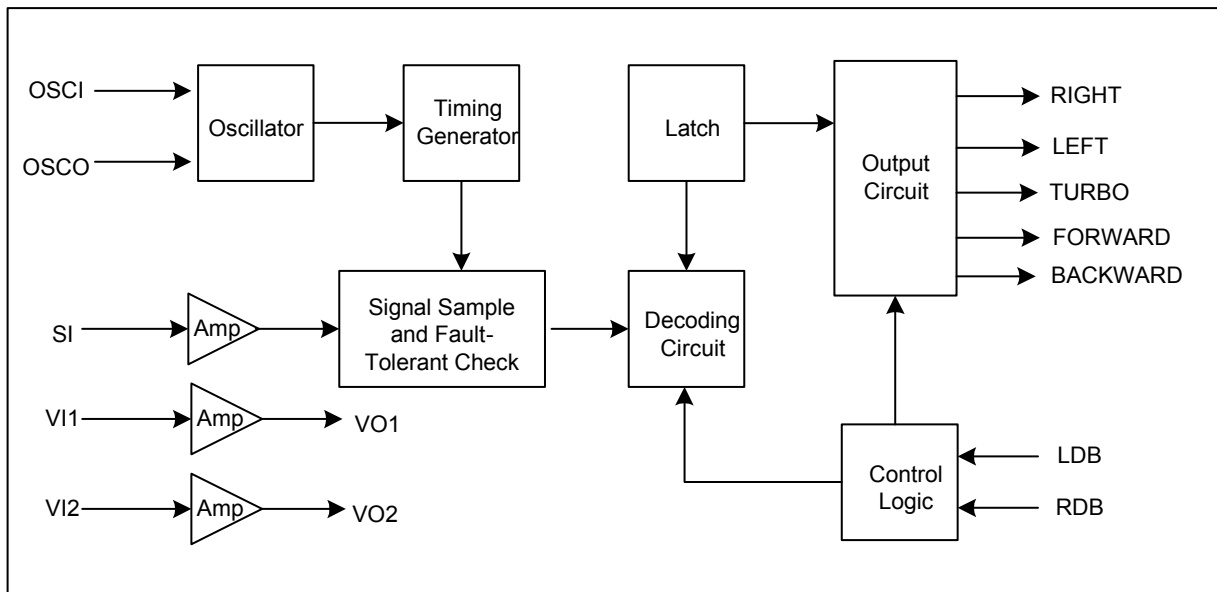 OSCI
OSCO
Oscillator
Timing
Generator
Latch
Output
Circuit
RIGHT
LEFT
TURBO
FORWARD
BACKWARD
SI
Amp
Signal Sample
and Fault-
Tolerant Check
Decoding
Circuit
VI1
Amp
VO1
VI2
Amp
VO2
Control
Logic
LDB
RDB